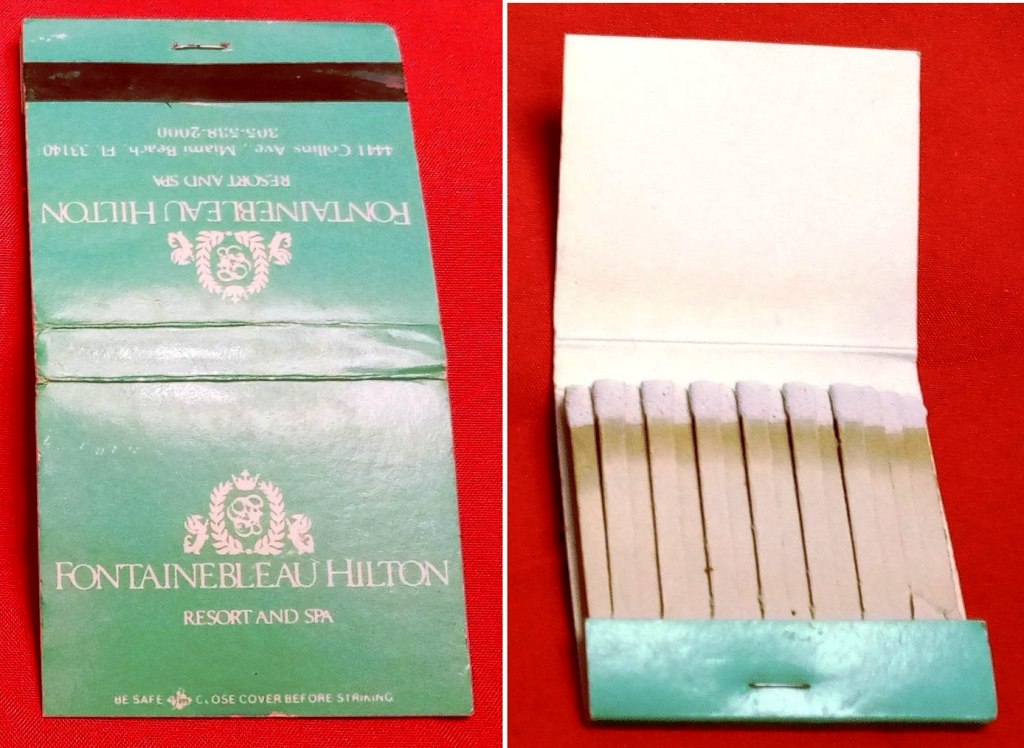 305-538-2000
4441 Collins Ave., Miami Beach, Fl. 33140
RESORT AND SPA
FONTAINEBLEAU HILTON
FONTAINEBLEAU HILTON
RESORT AND SPA
BE SAFE CLOSE COVER BEFORE STRIKING